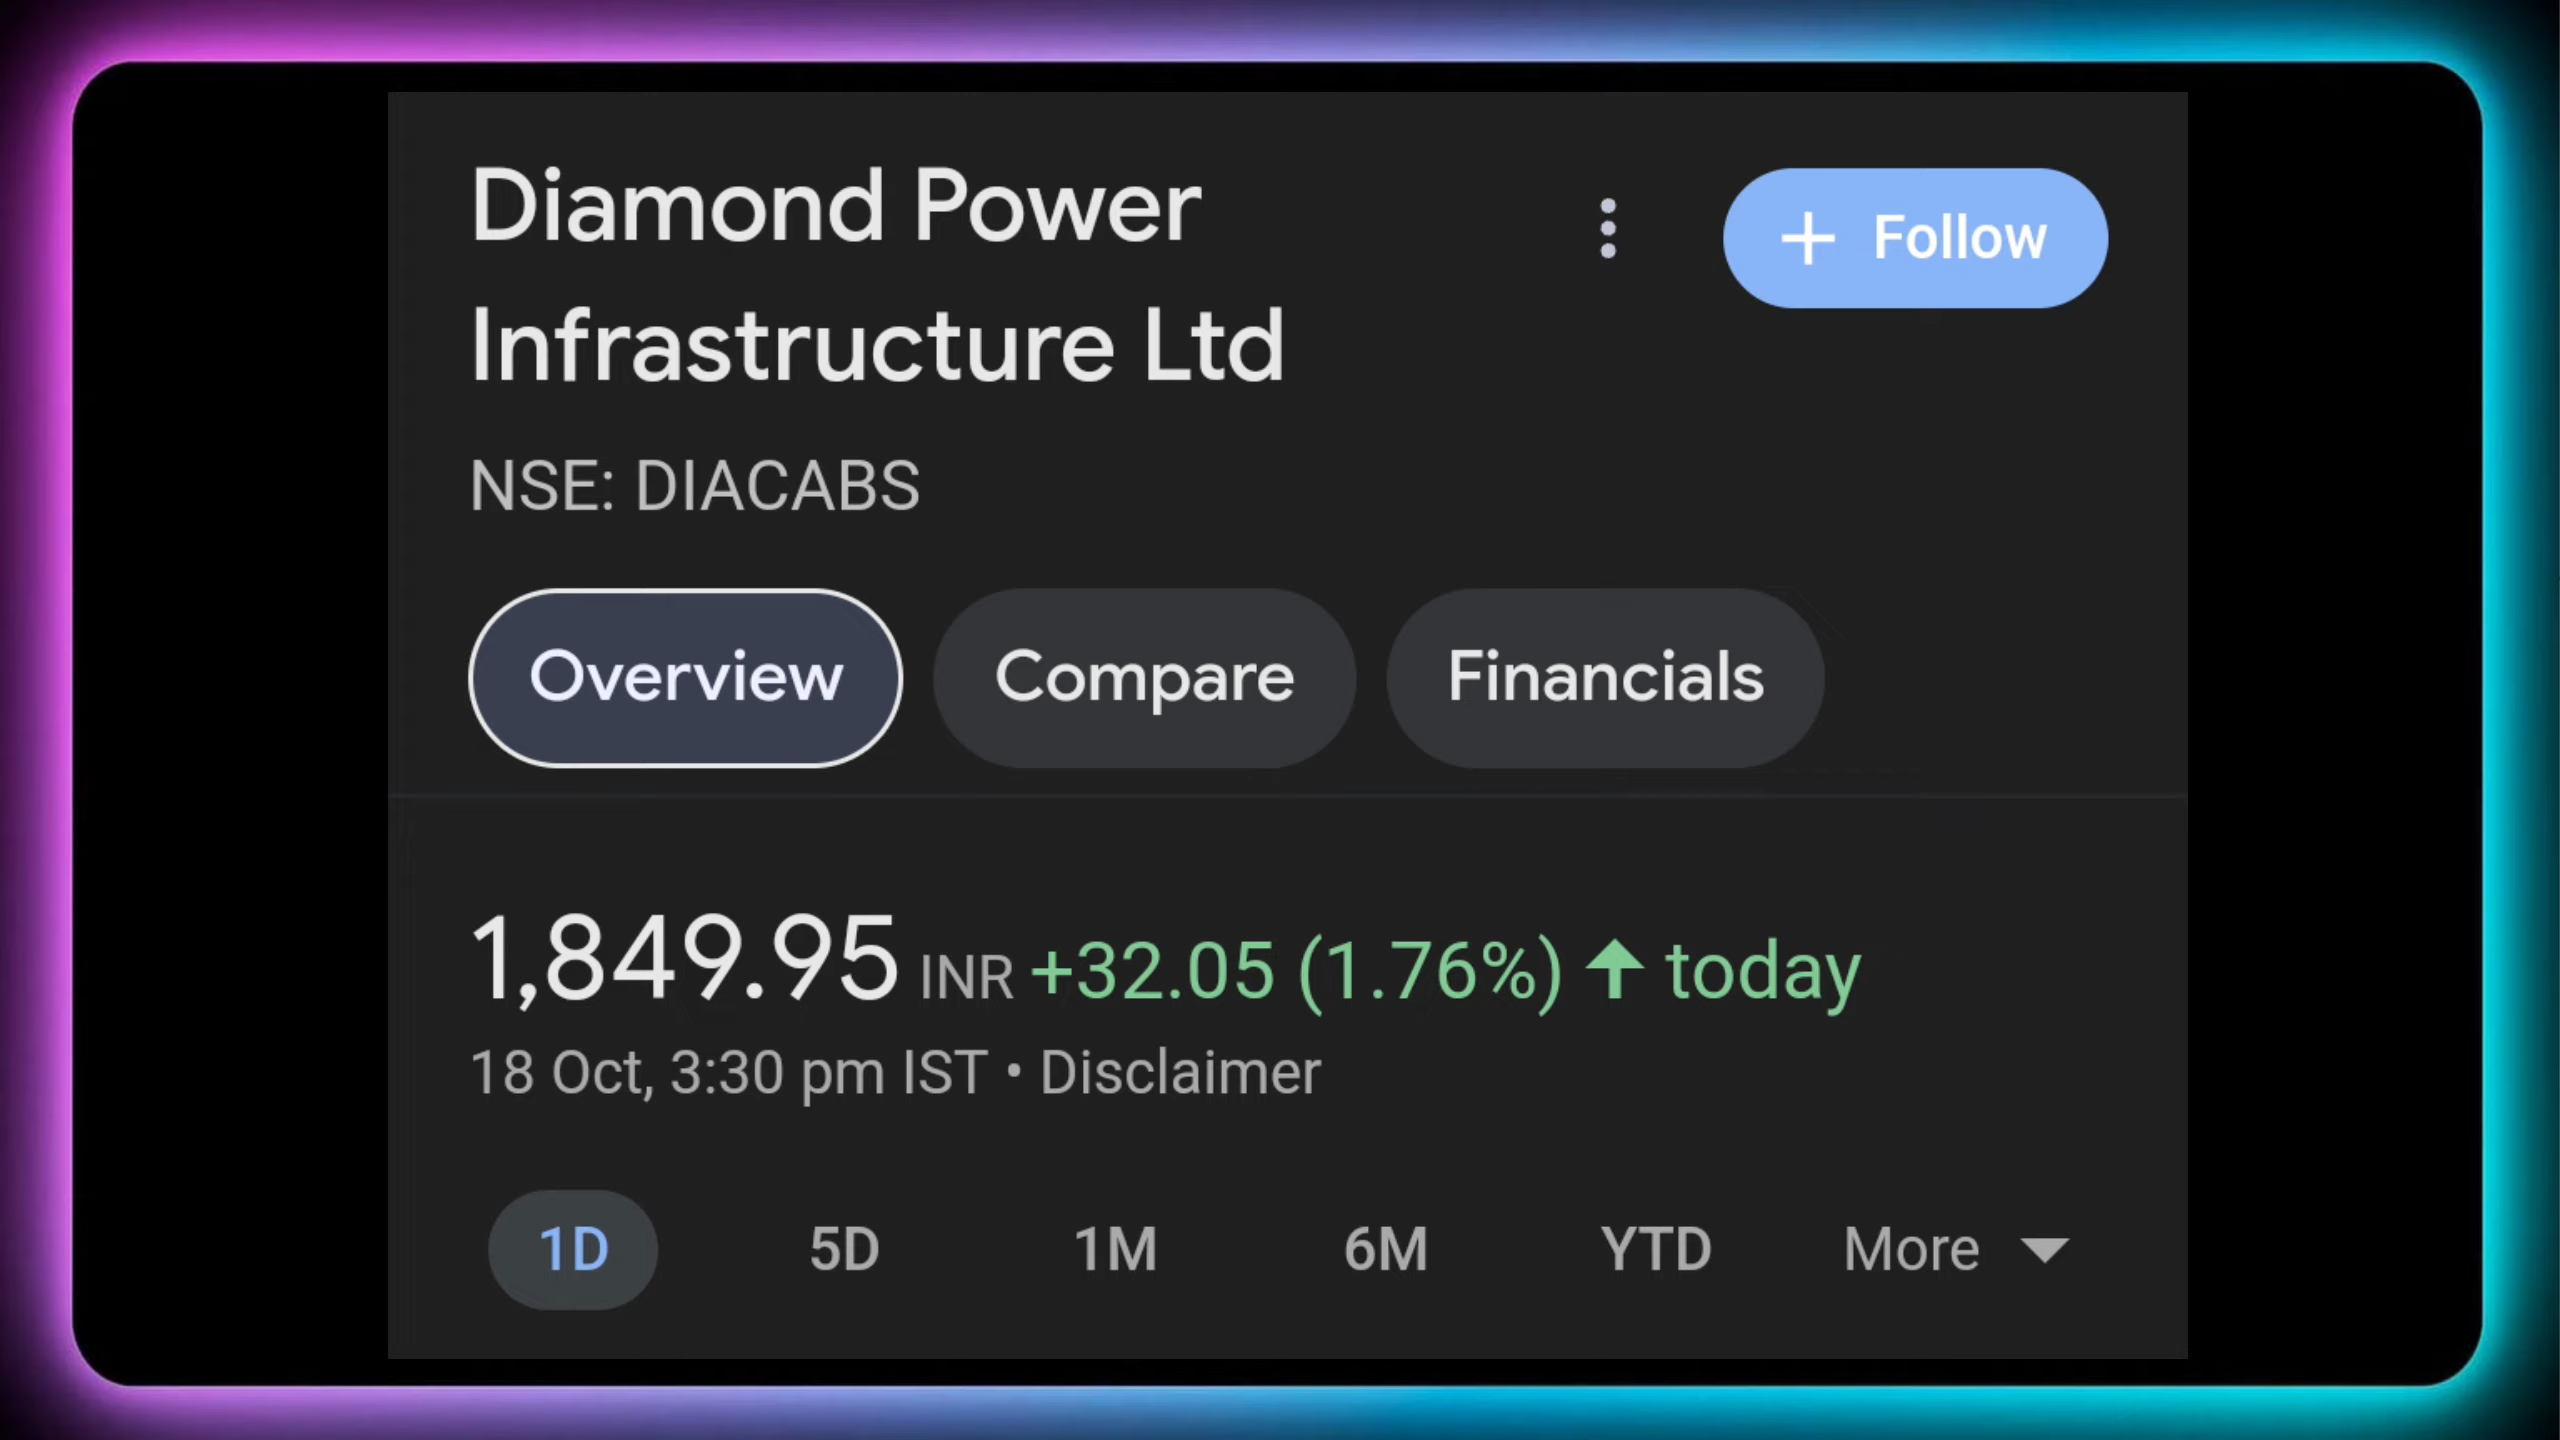 Diamond Power
Infrastructure Ltd
+ Follow
NSE: DIACABS
Overview Compare Financials
1,849.95 INR +32.05 (1.76%) ↑ today
18 Oct, 3:30 pm IST • Disclaimer
1D 5D 1M 6M YTD More